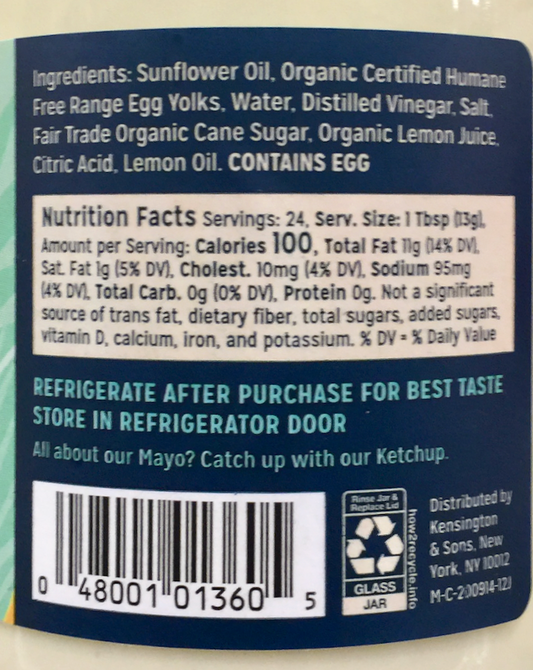 Ingredients: Sunflower Oil, Organic Certified Humane
Free Range Egg Yolks, Water, Distilled Vinegar, Salt,
Fair Trade Organic Cane Sugar, Organic Lemon Juice,
Citric Acid, Lemon Oil. CONTAINS EGG
Nutrition Facts Servings: 24, Serv. Size: 1 Tbsp (13g),
Amount per Serving: Calories 100, Total Fat 11g (14% DV),
Sat. Fat 1g (5% DV), Cholest. 10mg (4% DV), Sodium 95mg
(4% DV), Total Carb. 0g (0% DV), Protein 0g. Not a significant
source of trans fat, dietary fiber, total sugars, added sugars,
vitamin D, calcium, iron, and potassium. % DV = % Daily Value
REFRIGERATE AFTER PURCHASE FOR BEST TASTE
STORE IN REFRIGERATOR DOOR
All about our Mayo? Catch up with our Ketchup.
0 48001 01360 5
Rinse Jar &
Replace Lid
GLASS
JAR
how2recycle.info
Distributed by
Kensington
& Sons, New
York, NY 10012
M-C-200914-121